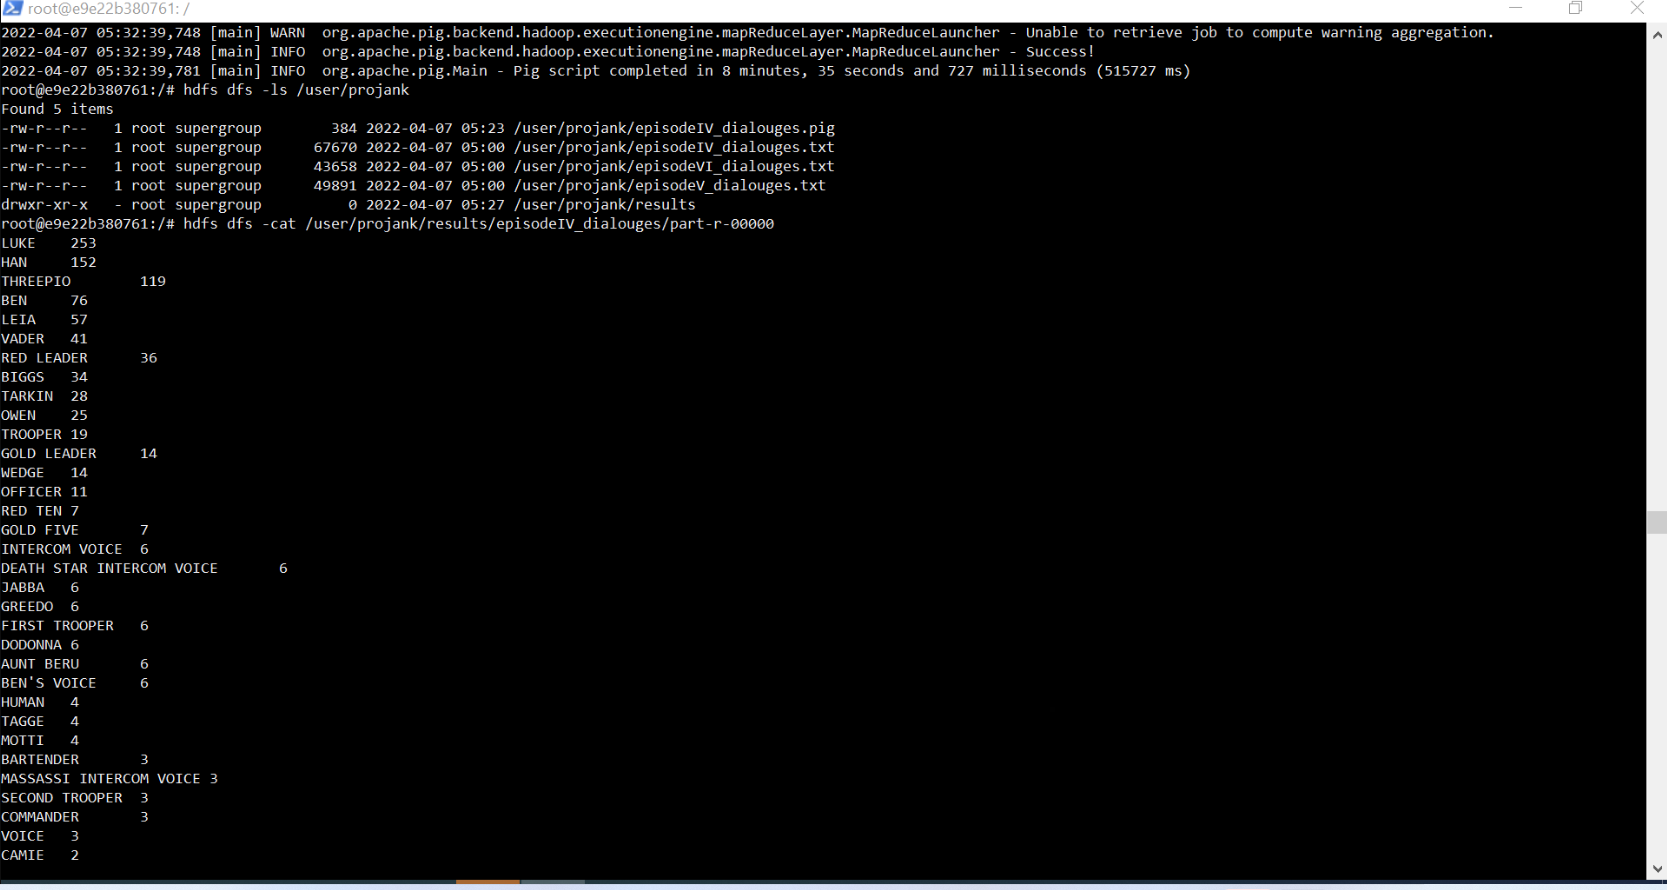 root@e9e22b380761: /
2022-04-07 05:32:39,748 [main] WARN  org.apache.pig.backend.hadoop.executionengine.mapReduceLayer.MapReduceLauncher - Unable to retrieve job to compute warning aggregation.
2022-04-07 05:32:39,748 [main] INFO  org.apache.pig.backend.hadoop.executionengine.mapReduceLayer.MapReduceLauncher - Success!
2022-04-07 05:32:39,781 [main] INFO  org.apache.pig.Main - Pig script completed in 8 minutes, 35 seconds and 727 milliseconds (515727 ms)
root@e9e22b380761:/# hdfs dfs -ls /user/projank
Found 5 items
-rw-r--r--   1 root supergroup        384 2022-04-07 05:23 /user/projank/episodeIV_dialouges.pig
-rw-r--r--   1 root supergroup      67670 2022-04-07 05:00 /user/projank/episodeIV_dialouges.txt
-rw-r--r--   1 root supergroup      43658 2022-04-07 05:00 /user/projank/episodeVI_dialouges.txt
-rw-r--r--   1 root supergroup      49891 2022-04-07 05:00 /user/projank/episodeV_dialouges.txt
drwxr-xr-x   - root supergroup          0 2022-04-07 05:27 /user/projank/results
root@e9e22b380761:/# hdfs dfs -cat /user/projank/results/episodeIV_dialouges/part-r-00000
LUKE    253
HAN     152
THREEPIO        119
BEN     76
LEIA    57
VADER   41
RED LEADER      36
BIGGS   34
TARKIN  28
OWEN    25
TROOPER 19
GOLD LEADER     14
WEDGE   14
OFFICER 11
RED TEN 7
GOLD FIVE       7
INTERCOM VOICE  6
DEATH STAR INTERCOM VOICE       6
JABBA   6
GREEDO  6
FIRST TROOPER   6
DODONNA 6
AUNT BERU       6
BEN'S VOICE     6
HUMAN   4
TAGGE   4
MOTTI   4
BARTENDER       3
MASSASSI INTERCOM VOICE 3
SECOND TROOPER  3
COMMANDER       3
VOICE   3
CAMIE   2